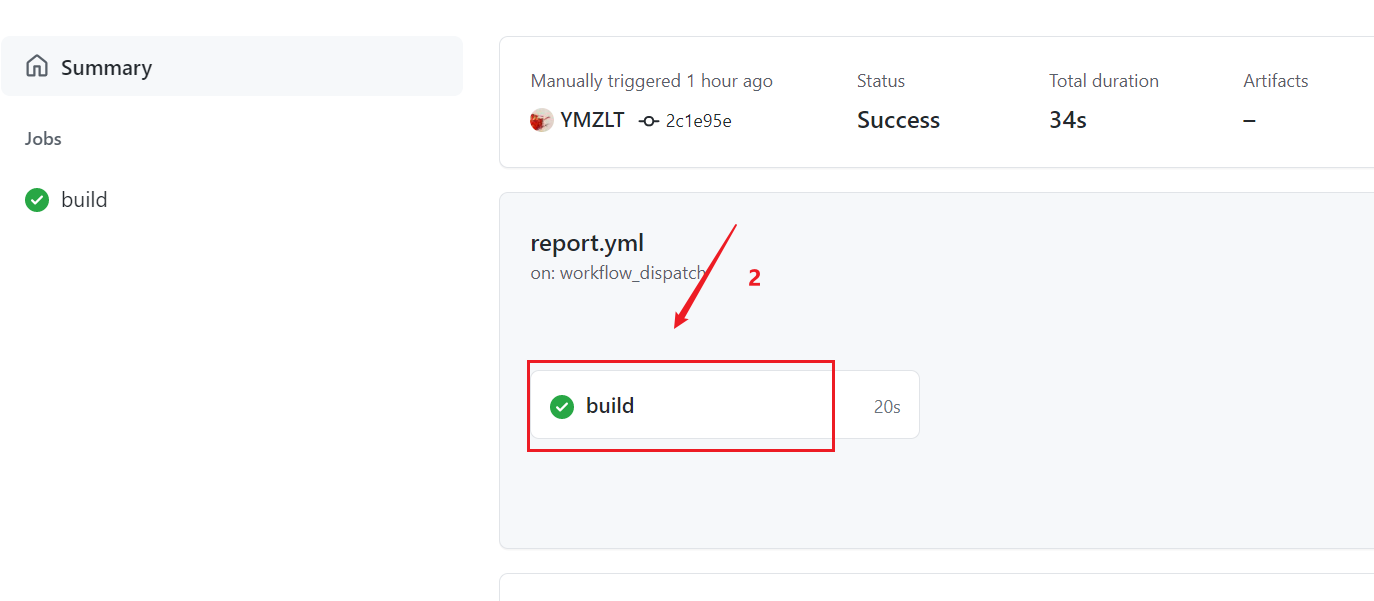 Summary
Jobs
build
Manually triggered 1 hour ago
YMZLT 2c1e95e
Status
Success
Total duration
34s
Artifacts
–
report.yml
on: workflow_dispatch
2
build 20s